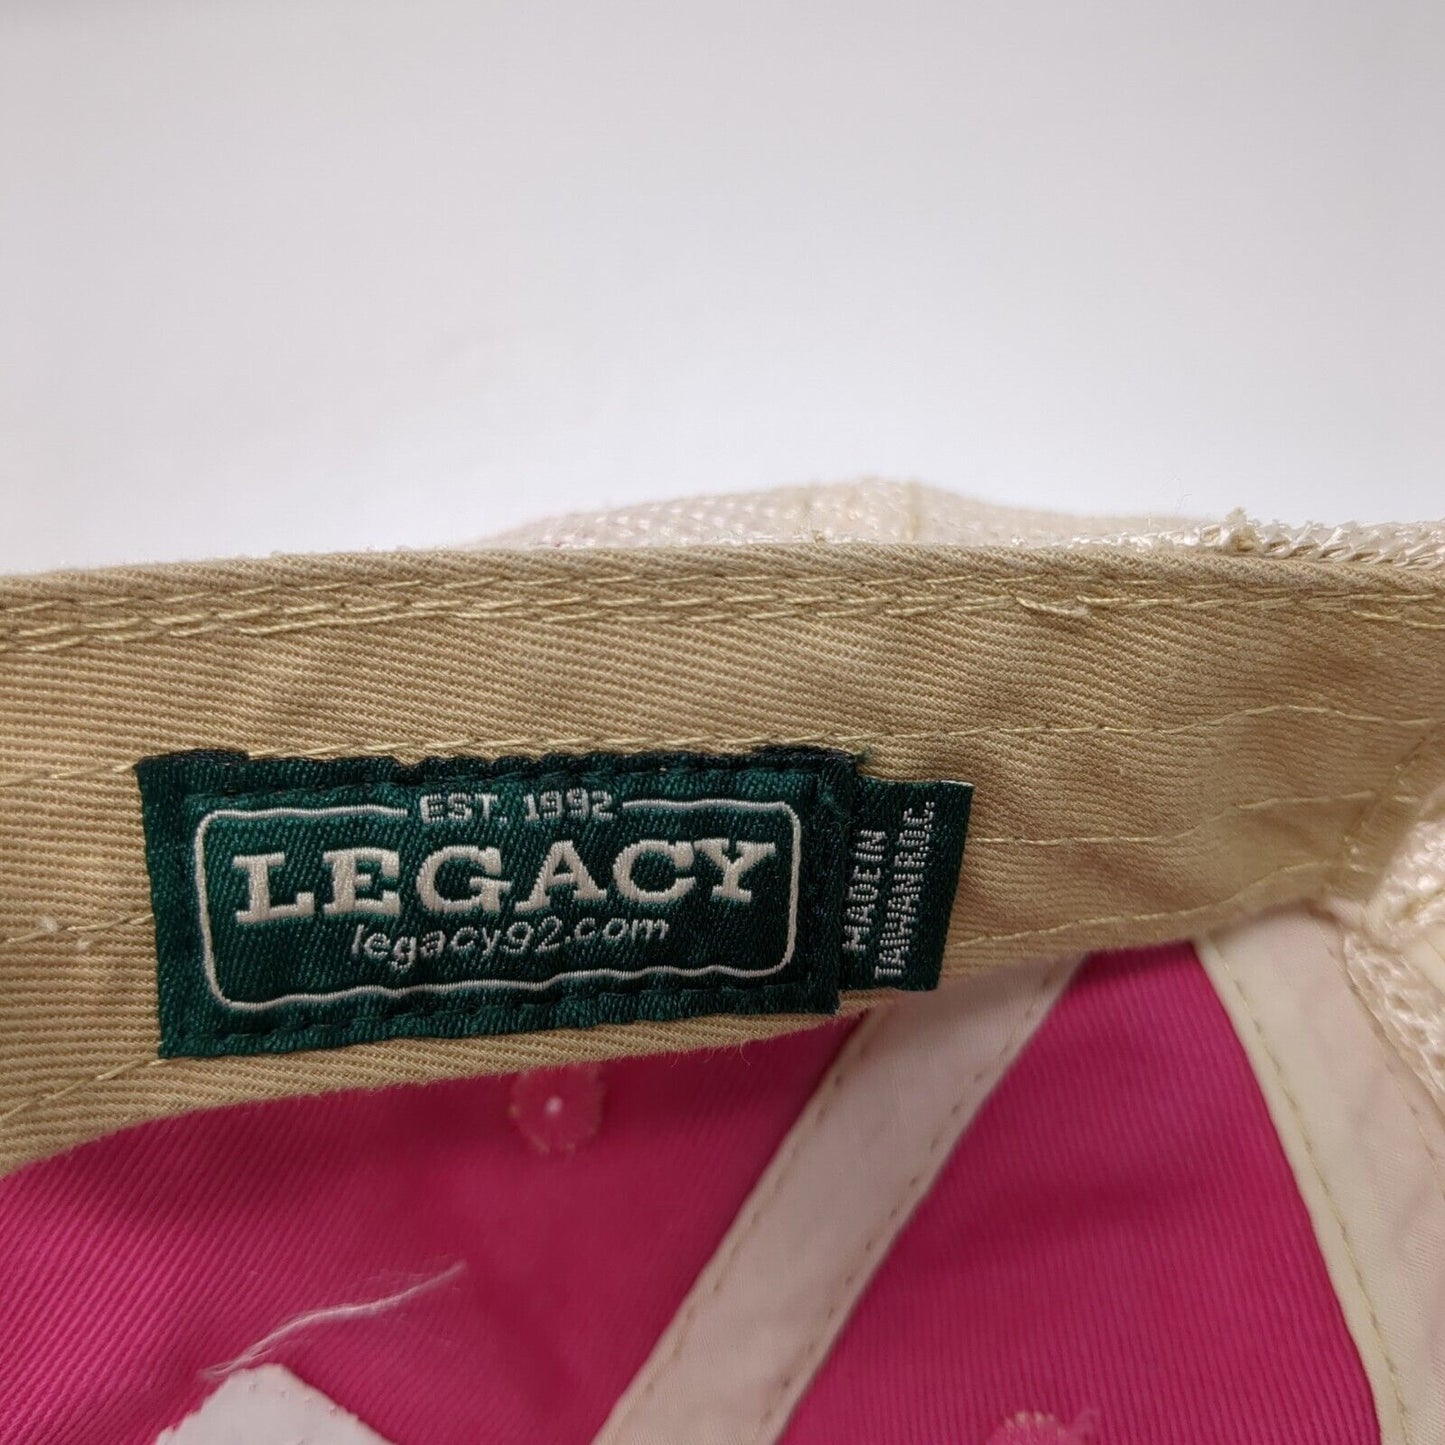 EST. 1992
LEGACY
legacy92.com
MADE IN
TAIWAN R.O.C.